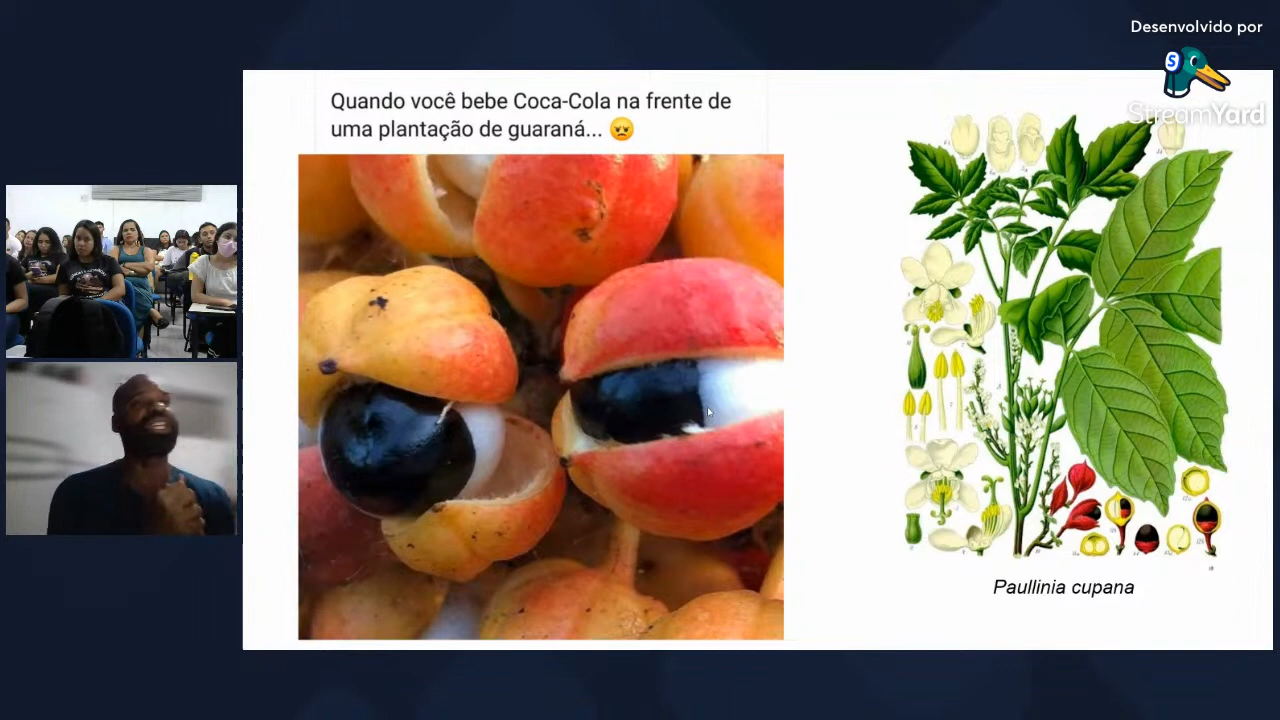 Desenvolvido por
StreamYard
Quando você bebe Coca-Cola na frente de
uma plantação de guaraná... 😠
Paullinia cupana